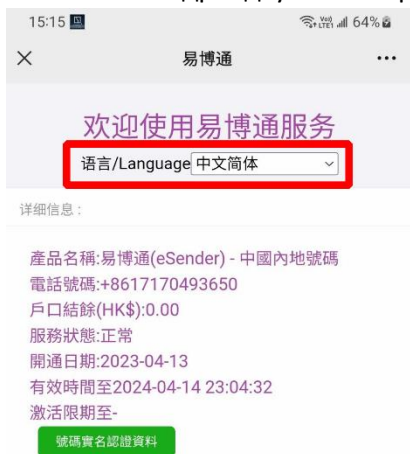 15:15 64%
易博通
欢迎使用易博通服务
语言/Language 中文简体
详细信息：
產品名稱:易博通(eSender) - 中國內地號碼
電話號碼:+8617170493650
戶口結餘(HK$):0.00
服務狀態:正常
開通日期:2023-04-13
有效時間至2024-04-14 23:04:32
激活限期至-
號碼實名認證資料